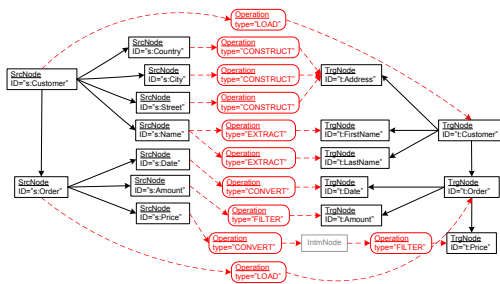 Operation
type="LOAD"
SrcNode
ID="s:Country"
Operation
type="CONSTRUCT"
SrcNode
ID="s:Customer"
SrcNode
ID="s:City"
Operation
type="CONSTRUCT"
TrgNode
ID="t:Address"
SrcNode
ID="s:Street"
Operation
type="CONSTRUCT"
SrcNode
ID="s:Name"
Operation
type="EXTRACT"
TrgNode
ID="t:FirstName"
TrgNode
ID="t:Customer"
Operation
type="EXTRACT"
TrgNode
ID="t:LastName"
SrcNode
ID="s:Date"
SrcNode
ID="s:Order"
SrcNode
ID="s:Amount"
Operation
type="CONVERT"
TrgNode
ID="t:Date"
TrgNode
ID="t:Order"
SrcNode
ID="s:Price"
Operation
type="FILTER"
TrgNode
ID="t:Amount"
Operation
type="CONVERT"
IntmNode
Operation
type="FILTER"
TrgNode
ID="t:Price"
Operation
type="LOAD"